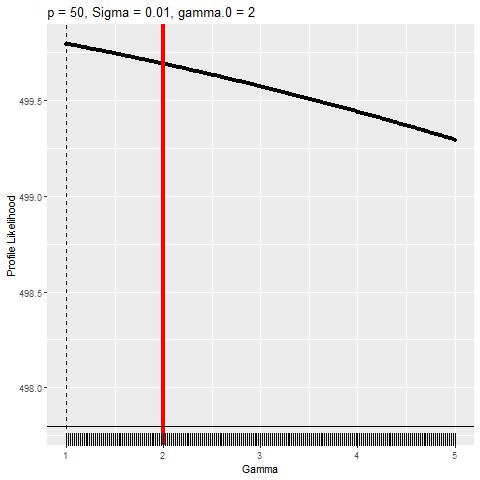 p = 50, Sigma = 0.01, gamma.0 = 2
Profile Likelihood
499.5
499.0
498.5
498.0
1 2 3 4 5
Gamma